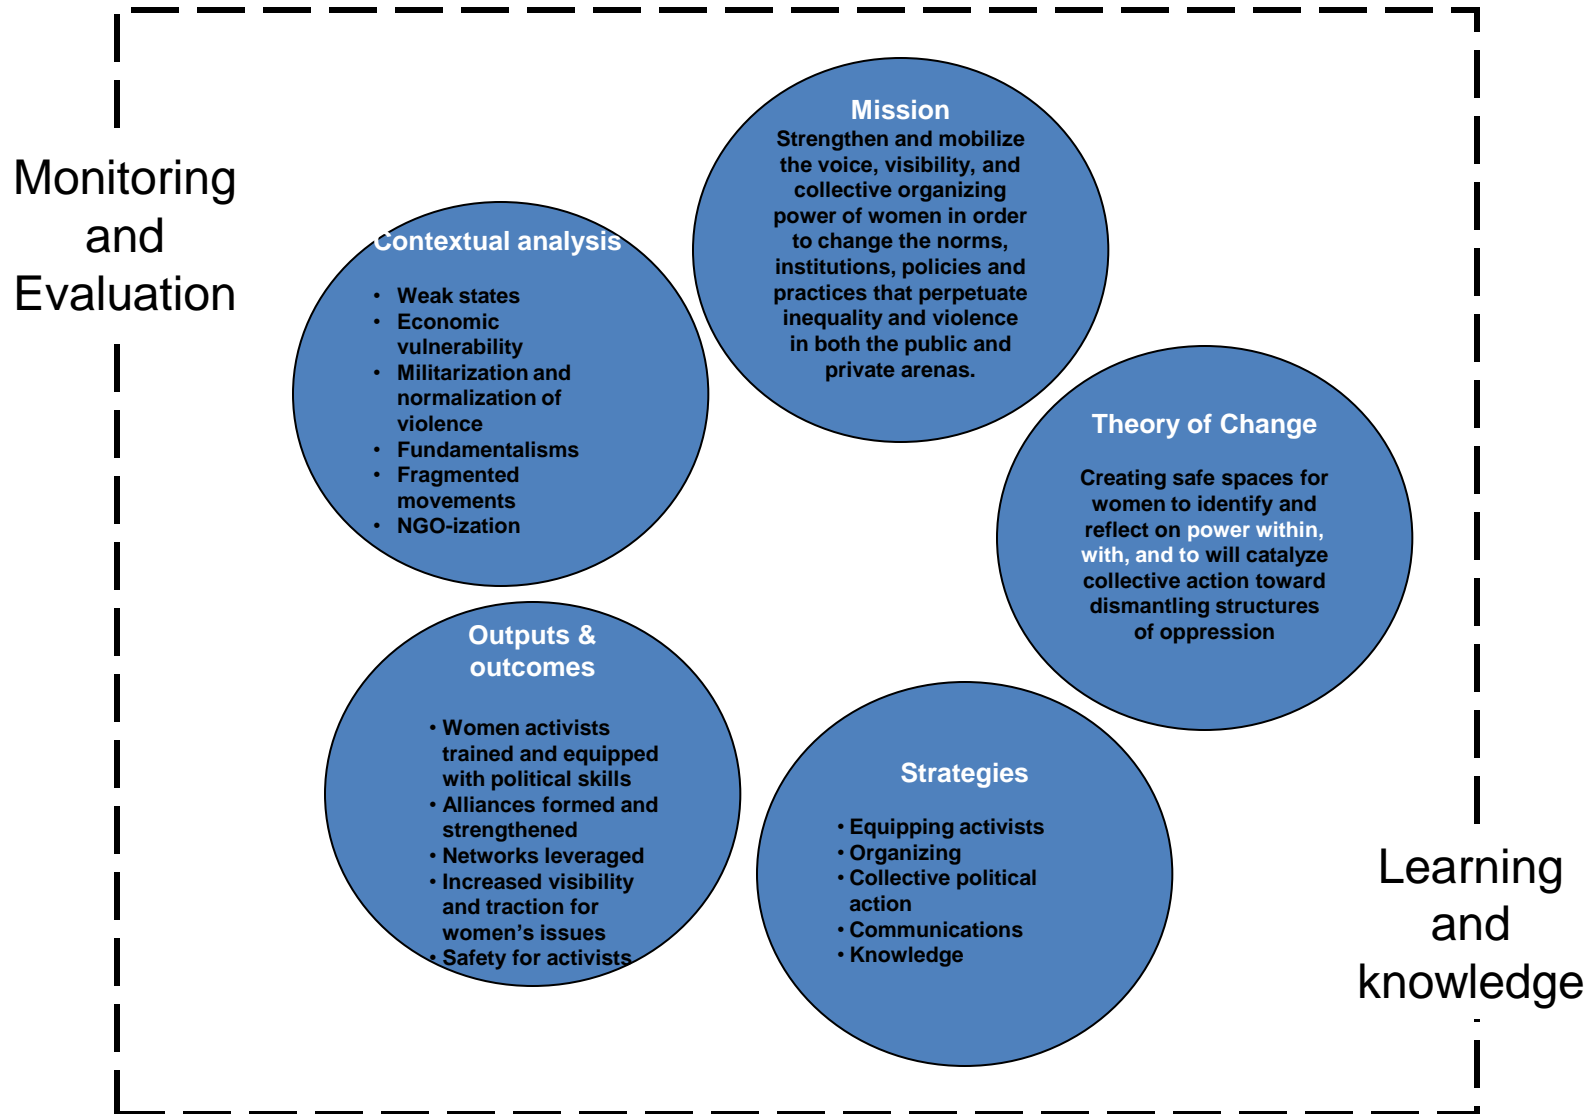 Monitoring
and
Evaluation
Mission
Strengthen and mobilize
the voice, visibility, and
collective organizing
power of women in order
to change the norms,
institutions, policies and
practices that perpetuate
inequality and violence
in both the public and
private arenas.
Contextual analysis
• Weak states
• Economic
vulnerability
• Militarization and
normalization of
violence
• Fundamentalisms
• Fragmented
movements
• NGO-ization
Theory of Change
Creating safe spaces for
women to identify and
reflect on power within,
with, and to will catalyze
collective action toward
dismantling structures
of oppression
Outputs &
outcomes
• Women activists
trained and equipped
with political skills
• Alliances formed and
strengthened
• Networks leveraged
• Increased visibility
and traction for
women’s issues
• Safety for activists
Strategies
• Equipping activists
• Organizing
• Collective political
action
• Communications
• Knowledge
Learning
and
knowledge